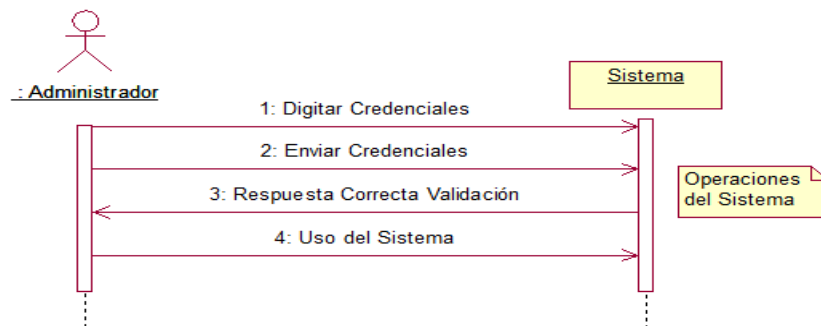 : Administrador
Sistema
1: Digitar Credenciales
2: Enviar Credenciales
3: Respuesta Correcta Validación
4: Uso del Sistema
Operaciones
del Sistema